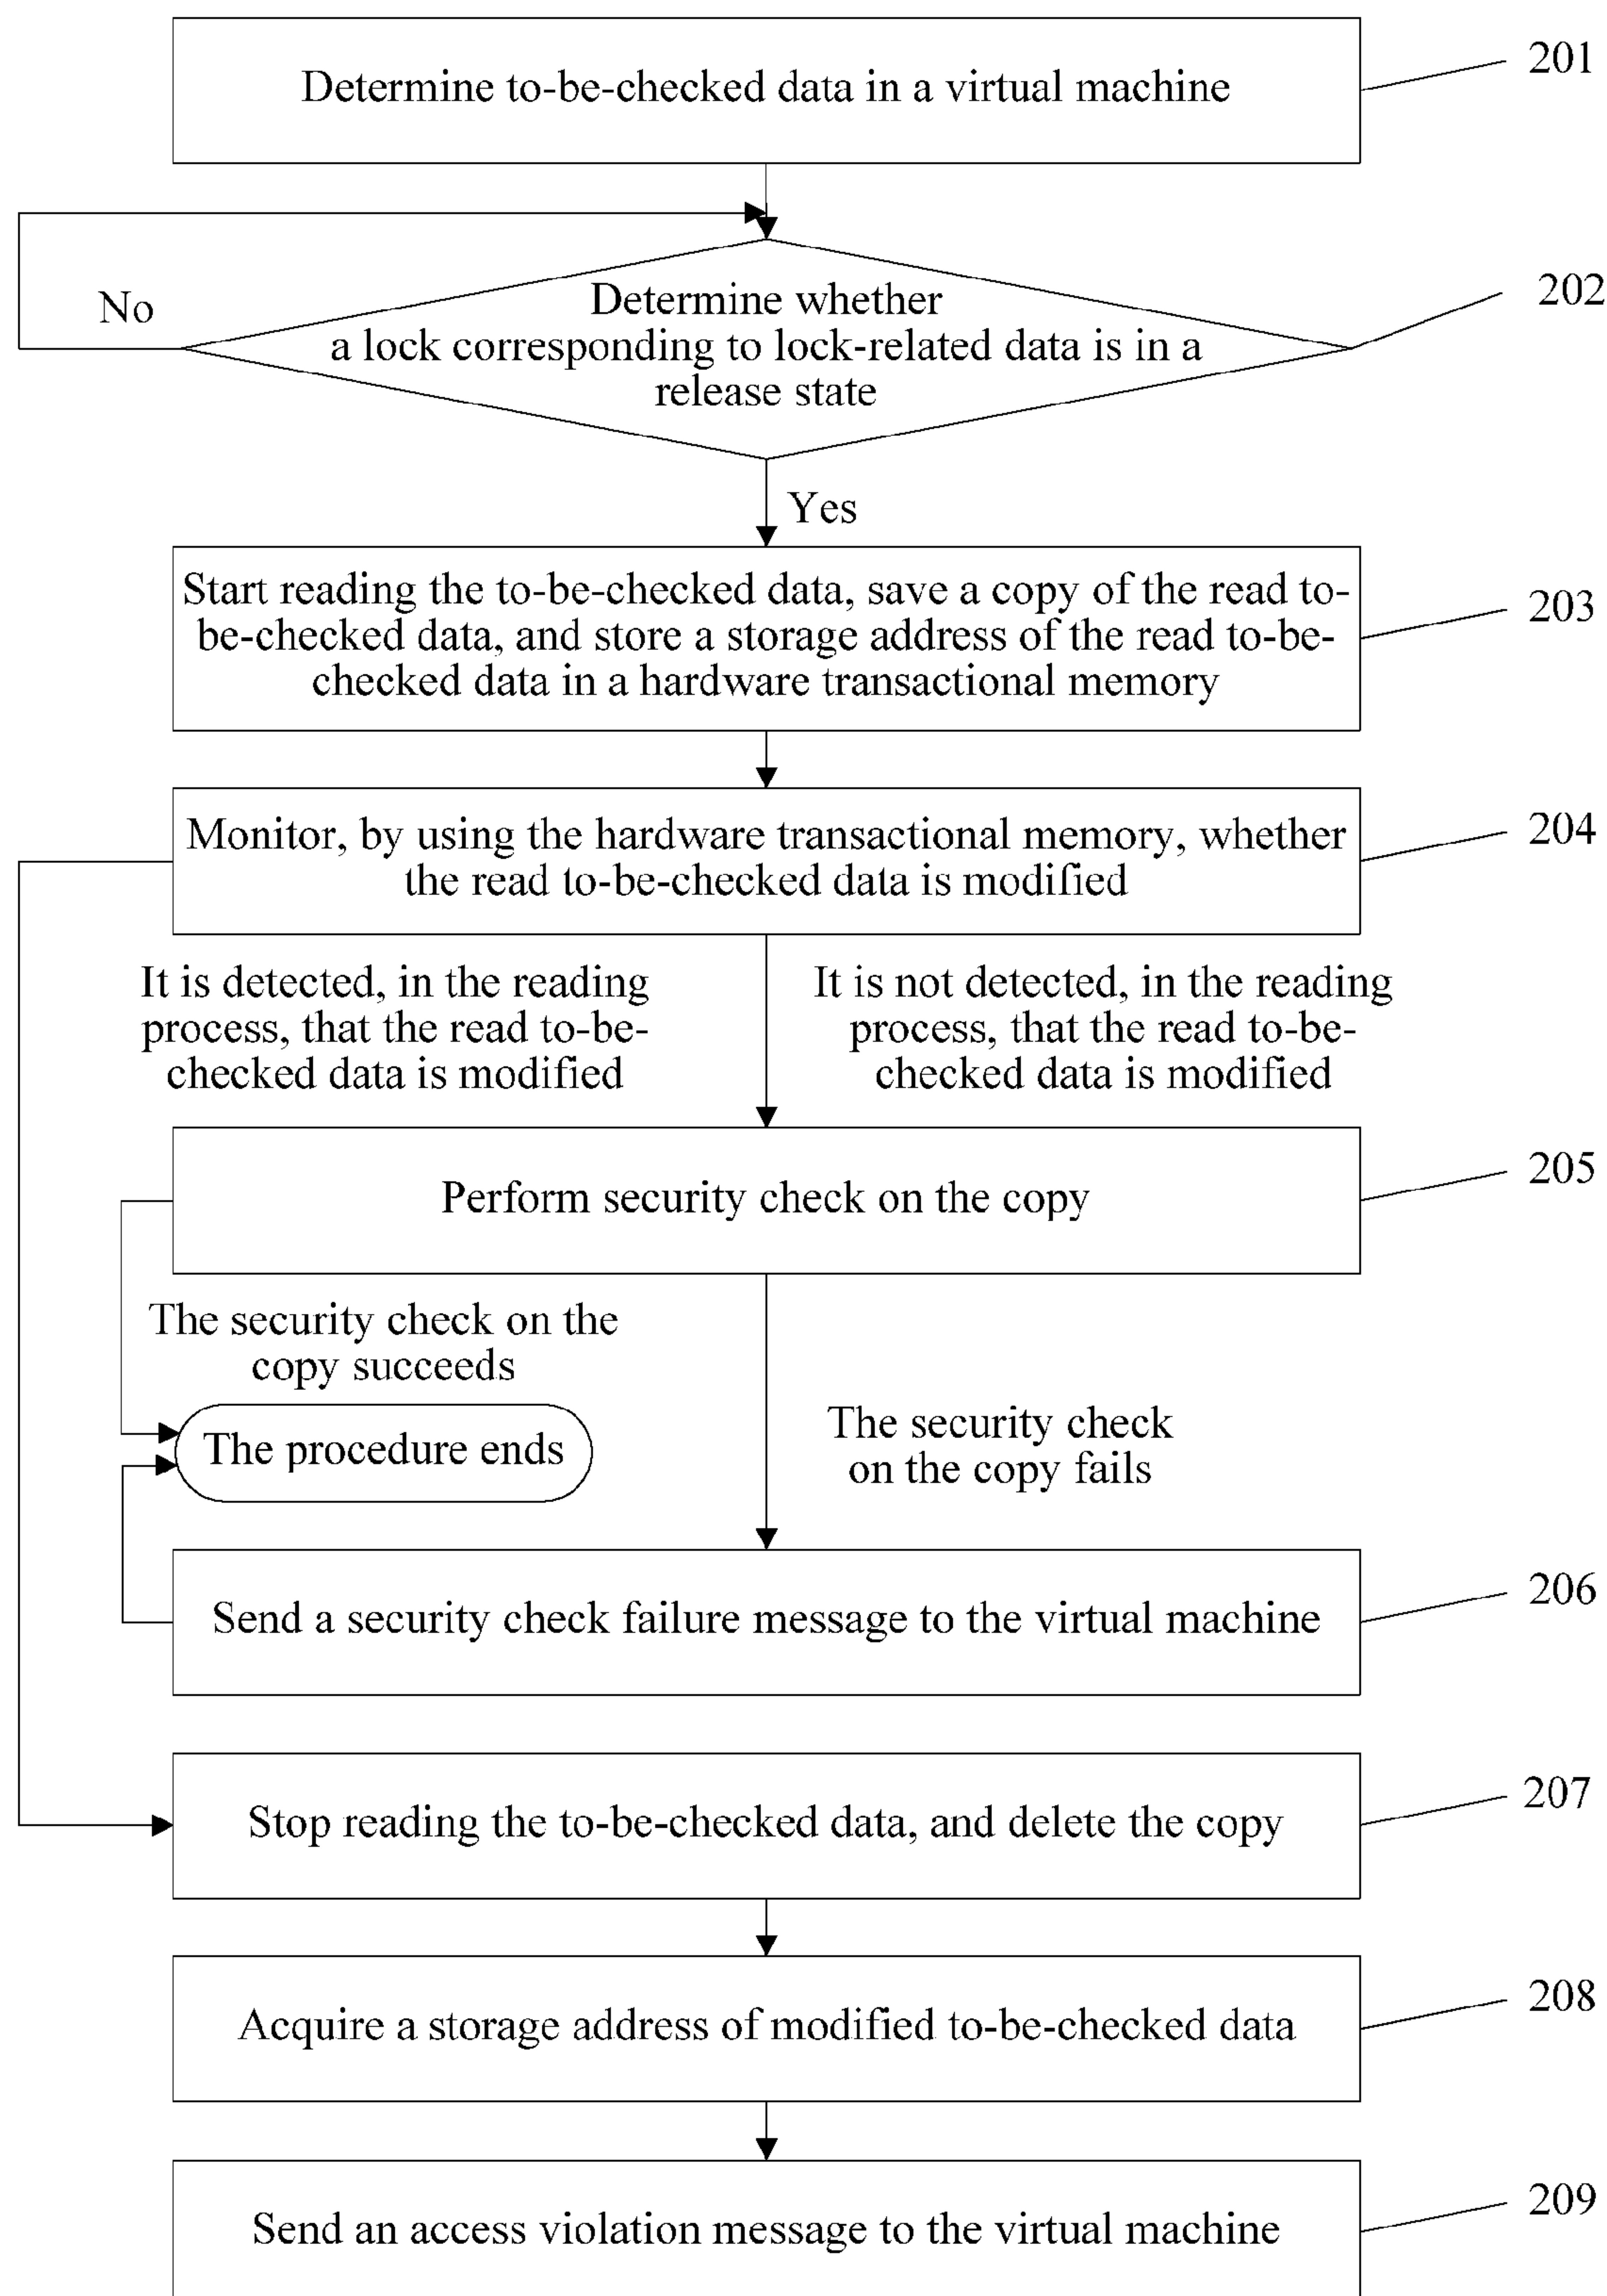 Determine to-be-checked data in a virtual machine
201
No
Determine whether
a lock corresponding to lock-related data is in a
release state
202
Yes
Start reading the to-be-checked data, save a copy of the read to-
be-checked data, and store a storage address of the read to-be-
checked data in a hardware transactional memory
203
Monitor, by using the hardware transactional memory, whether
the read to-be-checked data is modified
204
It is detected, in the reading
process, that the read to-be-
checked data is modified
It is not detected, in the reading
process, that the read to-be-
checked data is modified
Perform security check on the copy
205
The security check on the
copy succeeds
The procedure ends
The security check
on the copy fails
Send a security check failure message to the virtual machine
206
Stop reading the to-be-checked data, and delete the copy
207
Acquire a storage address of modified to-be-checked data
208
Send an access violation message to the virtual machine
209